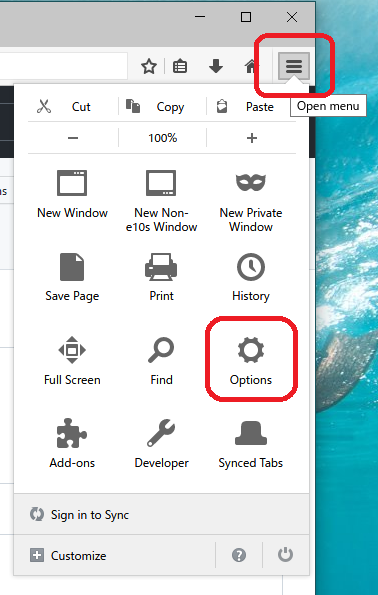 Cut Copy Paste
Open menu
100%
ns
New Window
New Non-
e10s Window
New Private
Window
Save Page
Print
History
Full Screen
Find
Options
Add-ons
Developer
Synced Tabs
Sign in to Sync
Customize